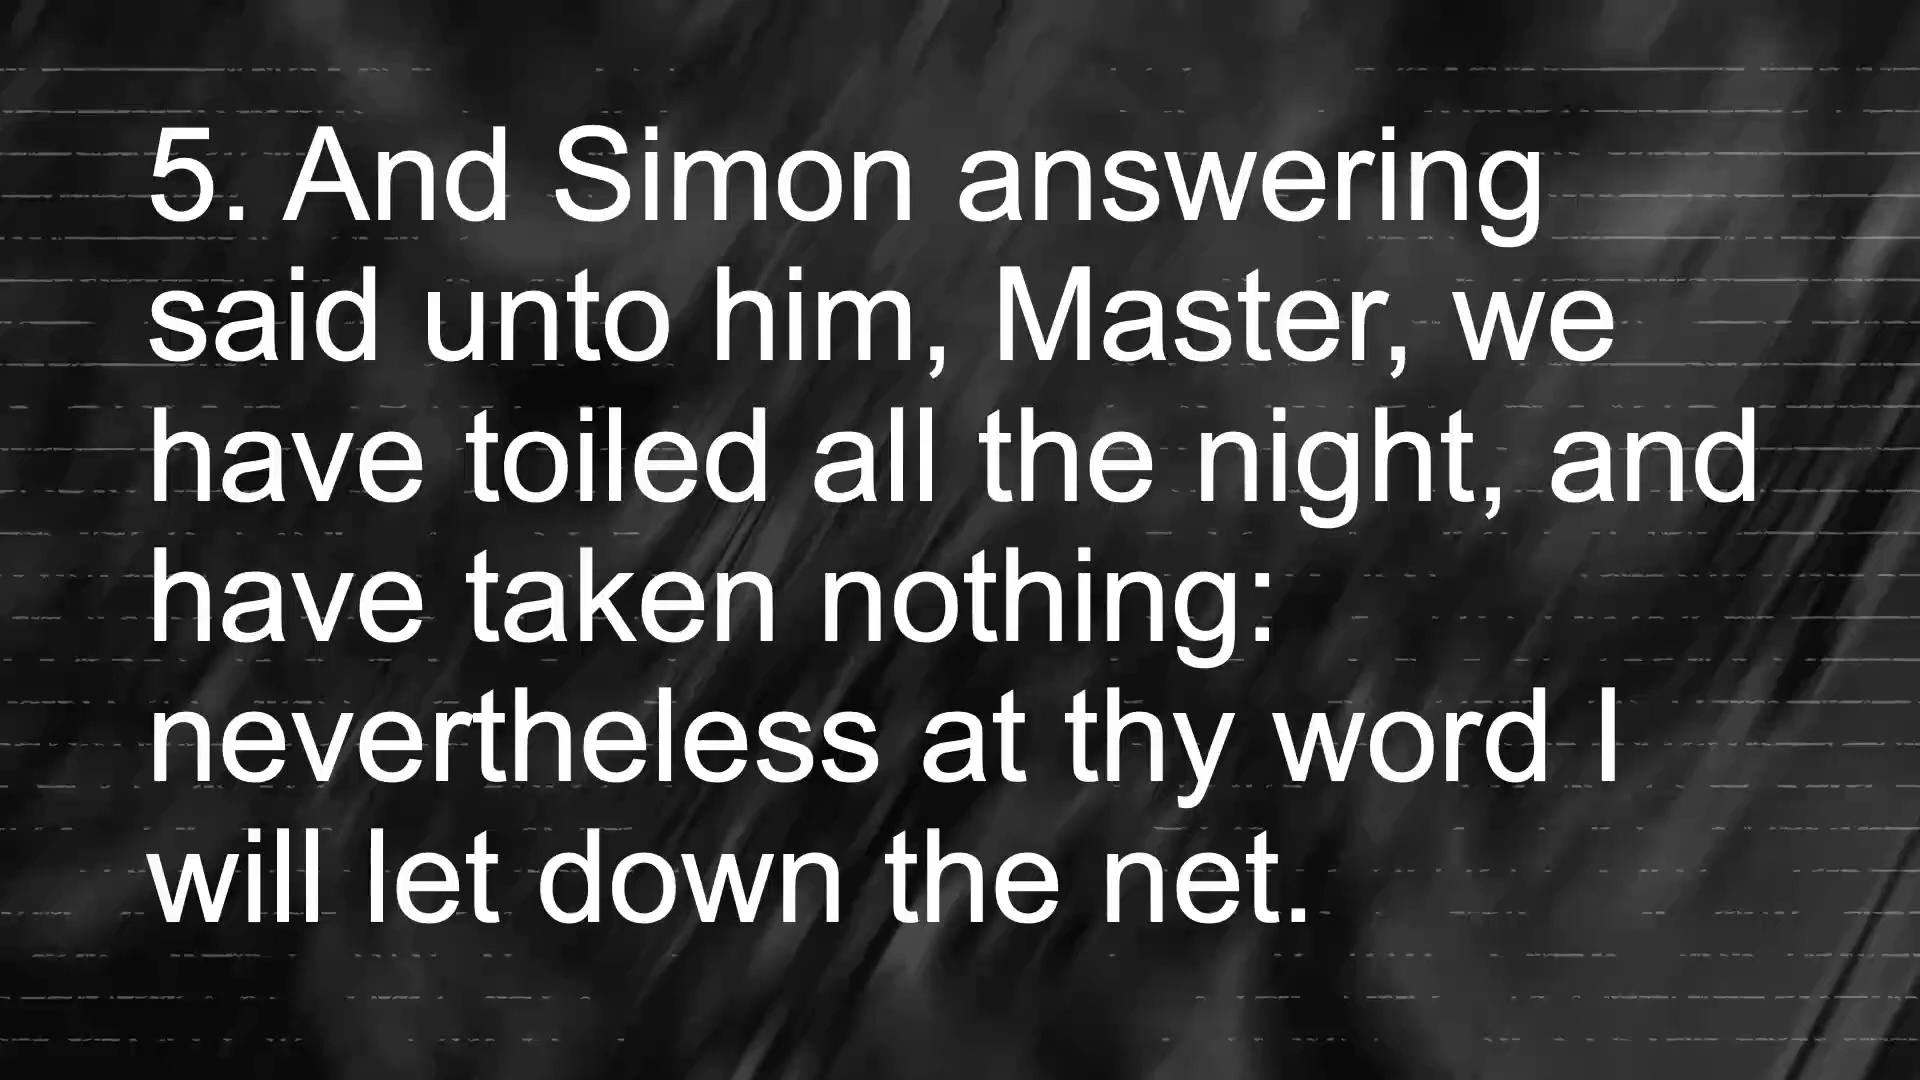 5. And Simon answering
said unto him, Master, we
have toiled all the night, and
have taken nothing:
nevertheless at thy word I
will let down the net.